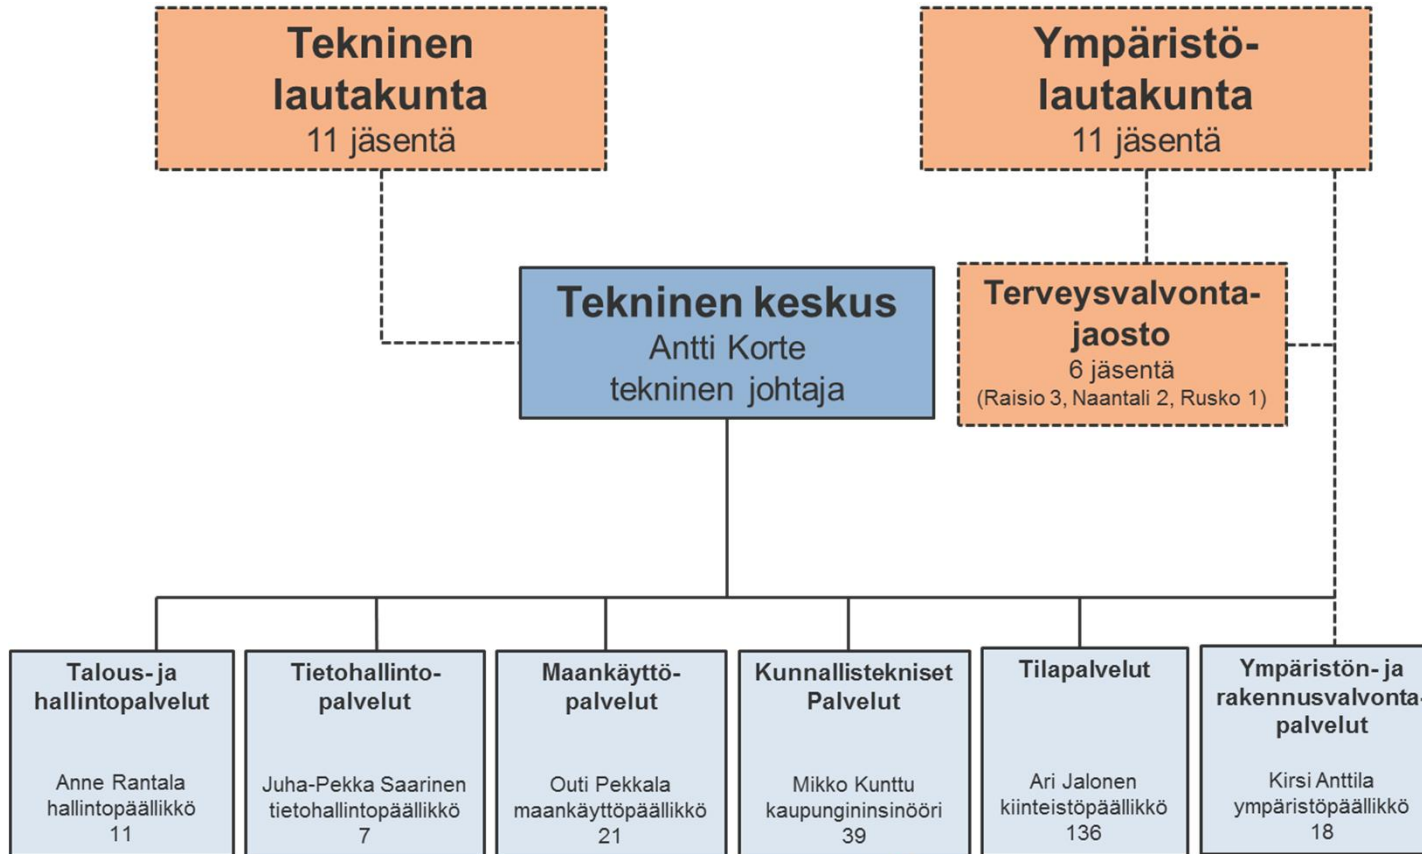 Tekninen
lautakunta
11 jäsentä
Ympäristö-
lautakunta
11 jäsentä
Tekninen keskus
Antti Korte
tekninen johtaja
Terveysvalvonta-
jaosto
6 jäsentä
(Raisio 3, Naantali 2, Rusko 1)
Talous- ja
hallintopalvelut
Anne Rantala
hallintopäällikkö
11
Tietohallinto-
palvelut
Juha-Pekka Saarinen
tietohallintopäällikkö
7
Maankäyttö-
palvelut
Outi Pekkala
maankäyttöpäällikkö
21
Kunnallistekniset
Palvelut
Mikko Kunttu
kaupungininsinööri
39
Tilapalvelut
Ari Jalonen
kiinteistöpäällikkö
136
Ympäristön- ja
rakennusvalvonta-
palvelut
Kirsi Anttila
ympäristöpäällikkö
18